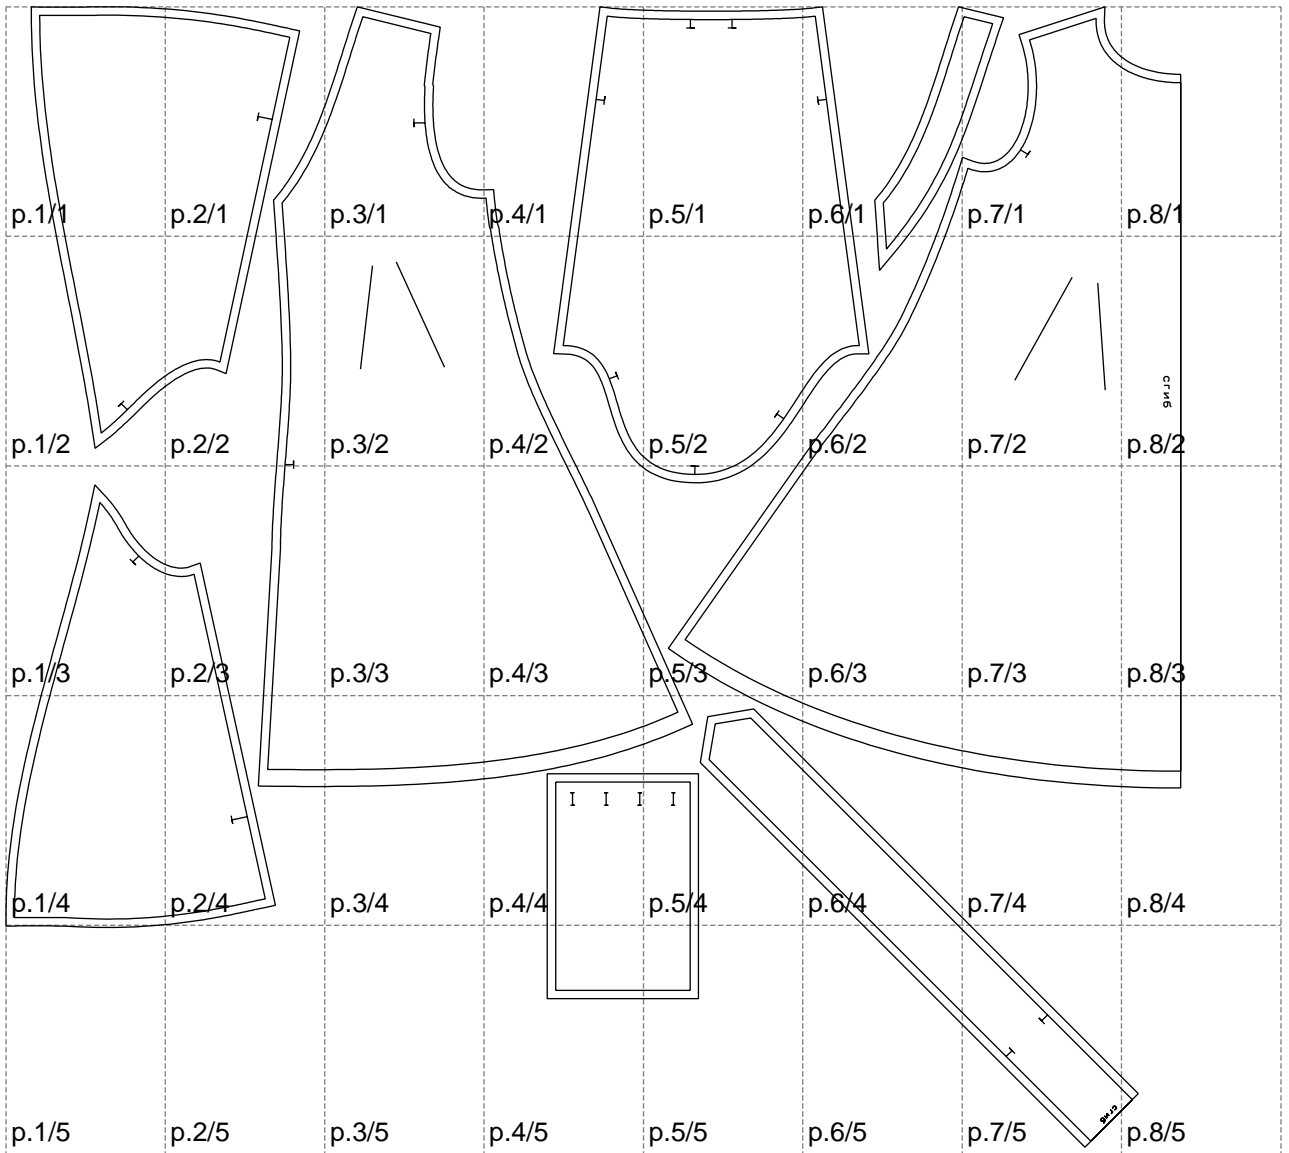 p.1/1 p.2/1 p.3/1 p.4/1 p.5/1 p.6/1 p.7/1 p.8/1
p.1/2 p.2/2 p.3/2 p.4/2 p.5/2 p.6/2 p.7/2 p.8/2
сгиб
p.1/3 p.2/3 p.3/3 p.4/3 p.5/3 p.6/3 p.7/3 p.8/3
p.1/4 p.2/4 p.3/4 p.4/4 p.5/4 p.6/4 p.7/4 p.8/4
p.1/5 p.2/5 p.3/5 p.4/5 p.5/5 p.6/5 p.7/5 p.8/5
сгиб